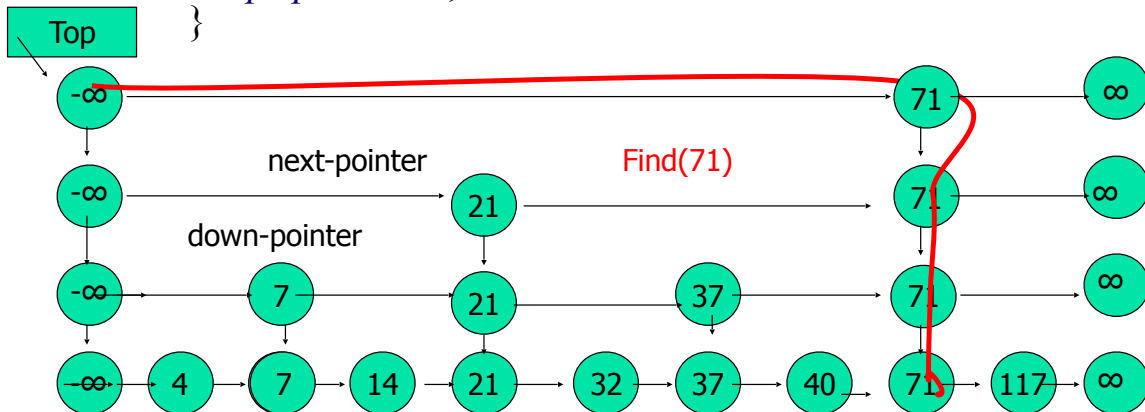 }
Top
-∞ 71 ∞
next-pointer Find(71)
-∞ 21 71 ∞
down-pointer
-∞ 7 21 37 71 ∞
-∞ 4 7 14 21 32 37 40 71 117 ∞